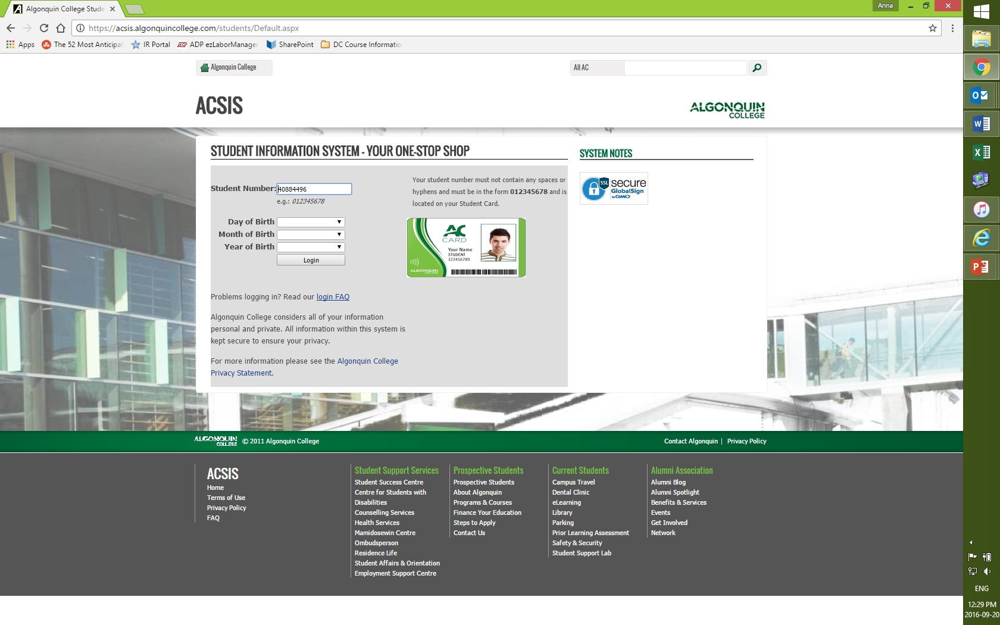 Algonquin College Stude
Anna
https://acsis.algonquincollege.com/students/Default.aspx
Apps The 52 Most Anticipat IR Portal ADP ezLaborManager SharePoint DC Course Informatio
Algonquin College
All AC
ACSIS
ALGONQUIN
COLLEGE
STUDENT INFORMATION SYSTEM - YOUR ONE-STOP SHOP
Student Number: 40884496
e.g.: 012345678
Day of Birth
Month of Birth
Year of Birth
Login
Your student number must not contain any spaces or
hyphens and must be in the form 012345678 and is
located on your Student Card.
AC
CARD
Your Name
STUDENT
123456789
ALGONQUIN
COLLEGE
Problems logging in? Read our login FAQ
Algonquin College considers all of your information
personal and private. All information within this system is
kept secure to ensure your privacy.
For more information please see the Algonquin College
Privacy Statement.
SYSTEM NOTES
SSL
secure
GlobalSign
by GMO
ALGONQUIN
COLLEGE
© 2011 Algonquin College
Contact Algonquin | Privacy Policy
ACSIS
Home
Terms of Use
Privacy Policy
FAQ
Student Support Services
Student Success Centre
Centre for Students with
Disabilities
Counselling Services
Health Services
Mamidosewin Centre
Ombudsperson
Residence Life
Student Affairs & Orientation
Employment Support Centre
Prospective Students
Prospective Students
About Algonquin
Programs & Courses
Finance Your Education
Steps to Apply
Contact Us
Current Students
Campus Travel
Dental Clinic
eLearning
Library
Parking
Prior Learning Assessment
Safety & Security
Student Support Lab
Alumni Association
Alumni Blog
Alumni Spotlight
Benefits & Services
Events
Get Involved
Network
ENG
12:29 PM
2016-09-20